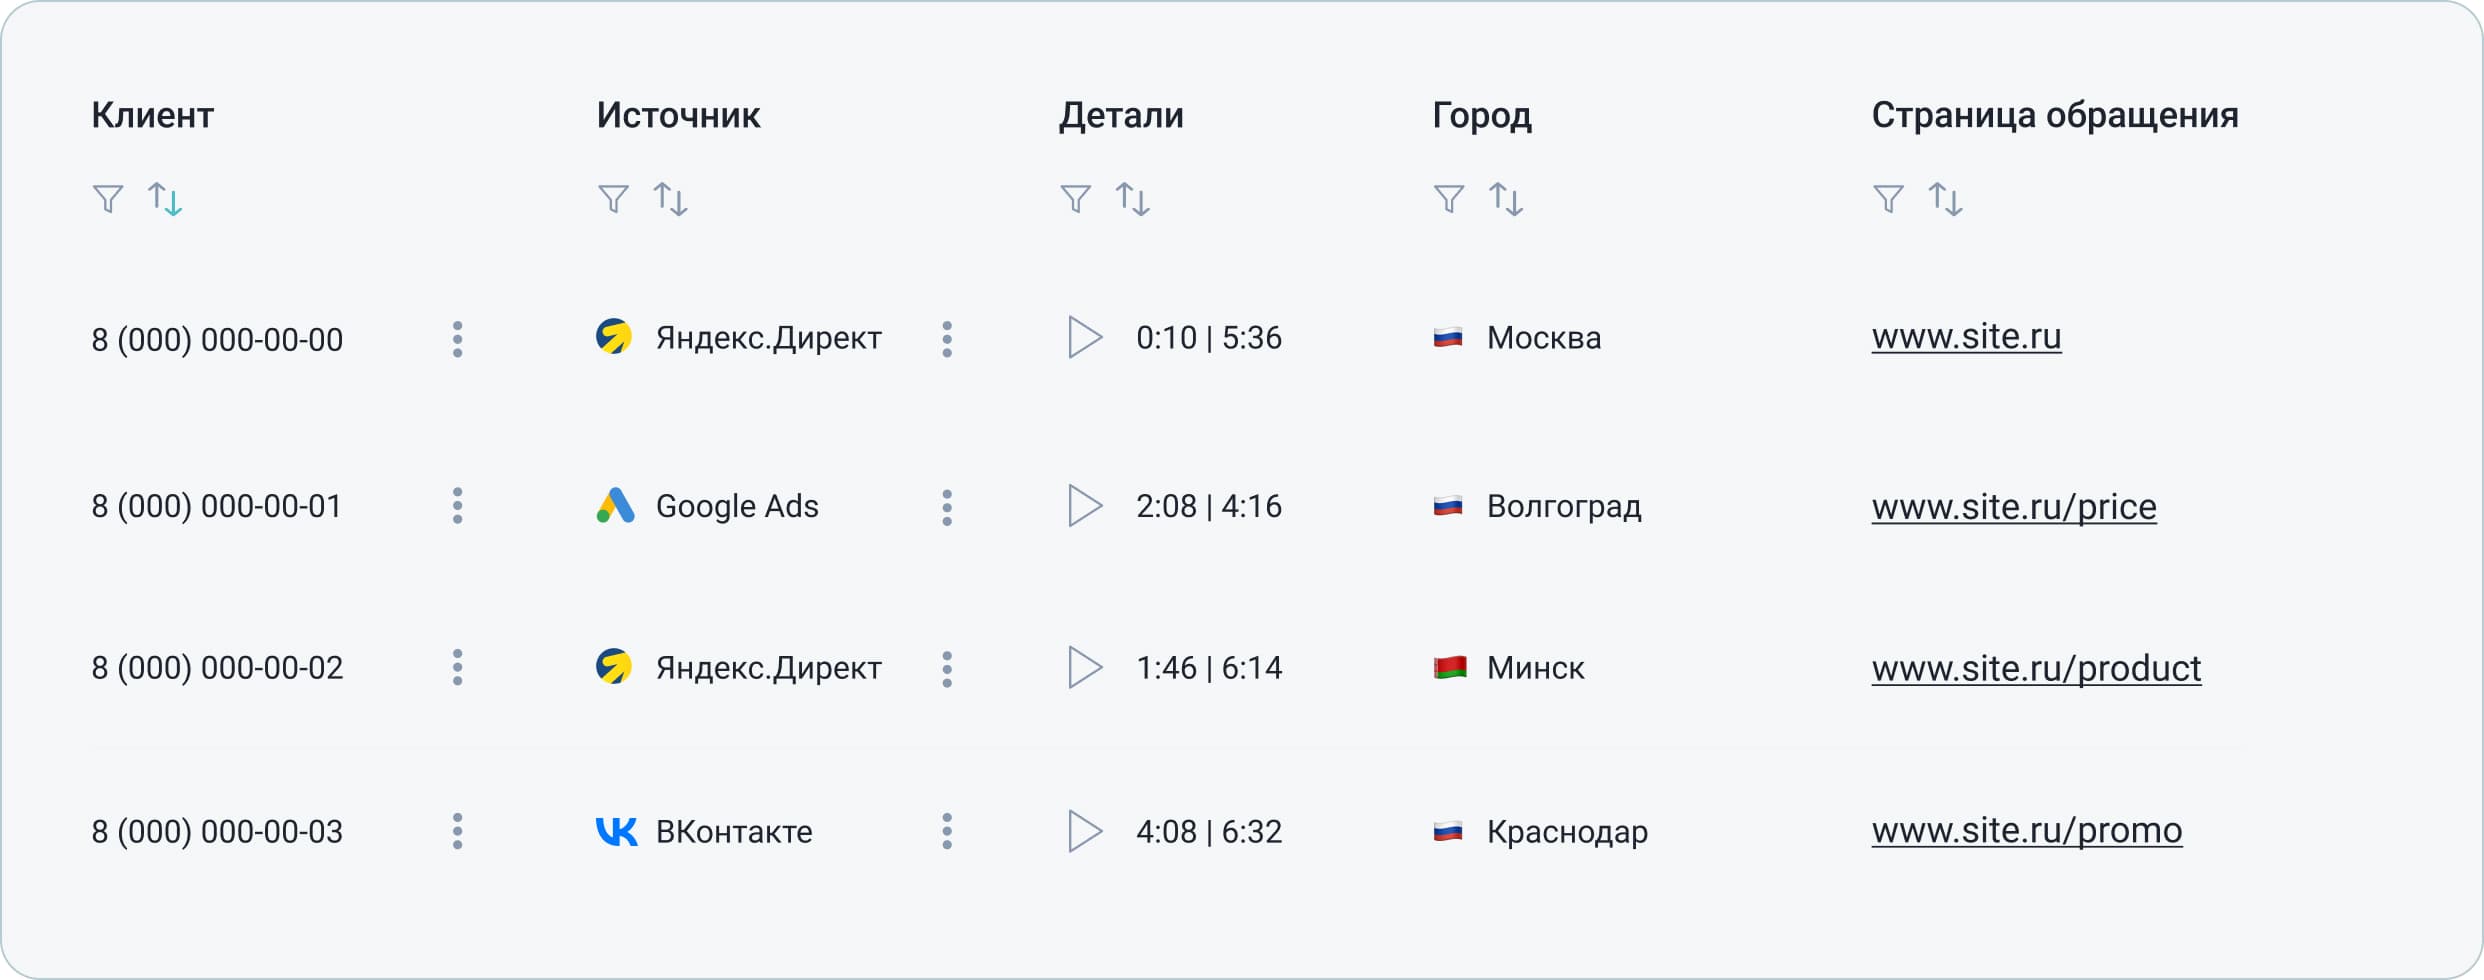 Клиент Источник Детали Город Страница обращения
8 (000) 000-00-00 Яндекс.Директ 0:10 | 5:36 Москва www.site.ru
8 (000) 000-00-01 Google Ads 2:08 | 4:16 Волгоград www.site.ru/price
8 (000) 000-00-02 Яндекс.Директ 1:46 | 6:14 Минск www.site.ru/product
8 (000) 000-00-03 ВКонтакте 4:08 | 6:32 Краснодар www.site.ru/promo